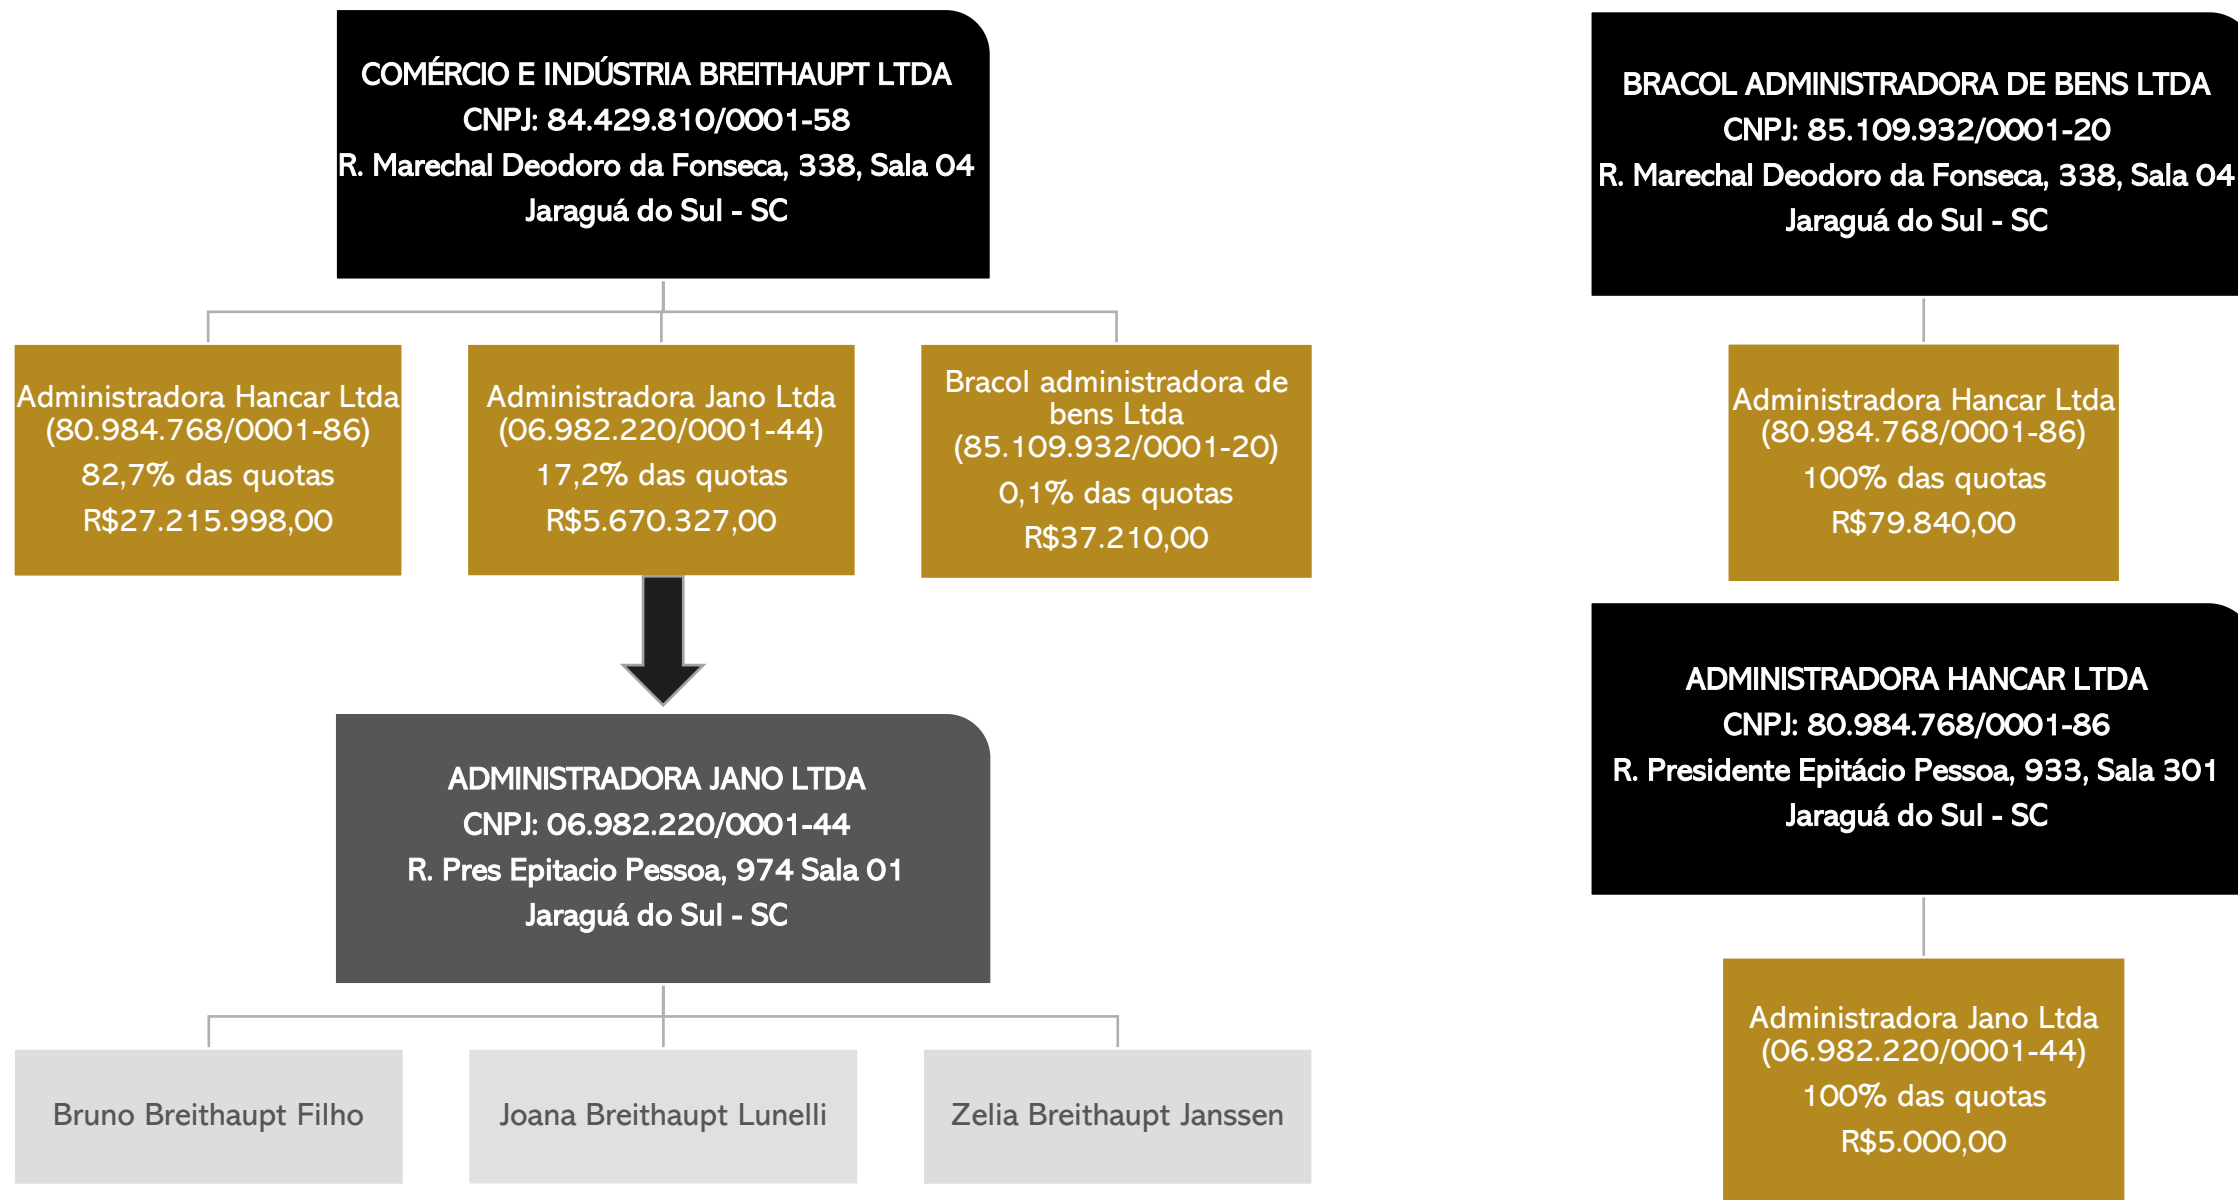 COMÉRCIO E INDÚSTRIA BREITHAUPT LTDA
CNPJ: 84.429.810/0001-58
R. Marechal Deodoro da Fonseca, 338, Sala 04
Jaraguá do Sul - SC
Administradora Hancar Ltda
(80.984.768/0001-86)
82,7% das quotas
R$27.215.998,00
Administradora Jano Ltda
(06.982.220/0001-44)
17,2% das quotas
R$5.670.327,00
Bracol administradora de
bens Ltda
(85.109.932/0001-20)
0,1% das quotas
R$37.210,00
ADMINISTRADORA JANO LTDA
CNPJ: 06.982.220/0001-44
R. Pres Epitacio Pessoa, 974 Sala 01
Jaraguá do Sul - SC
Bruno Breithaupt Filho
Joana Breithaupt Lunelli
Zelia Breithaupt Janssen
BRACOL ADMINISTRADORA DE BENS LTDA
CNPJ: 85.109.932/0001-20
R. Marechal Deodoro da Fonseca, 338, Sala 04
Jaraguá do Sul - SC
Administradora Hancar Ltda
(80.984.768/0001-86)
100% das quotas
R$79.840,00
ADMINISTRADORA HANCAR LTDA
CNPJ: 80.984.768/0001-86
R. Presidente Epitácio Pessoa, 933, Sala 301
Jaraguá do Sul - SC
Administradora Jano Ltda
(06.982.220/0001-44)
100% das quotas
R$5.000,00